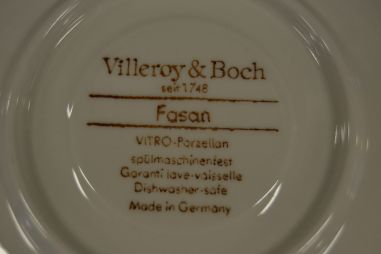 Villeroy & Boch
seit 1748
Fasan
VITRO-Porzellan
spülmaschinenfest
Garanti lave-vaisselle
Dishwasher-safe
Made in Germany